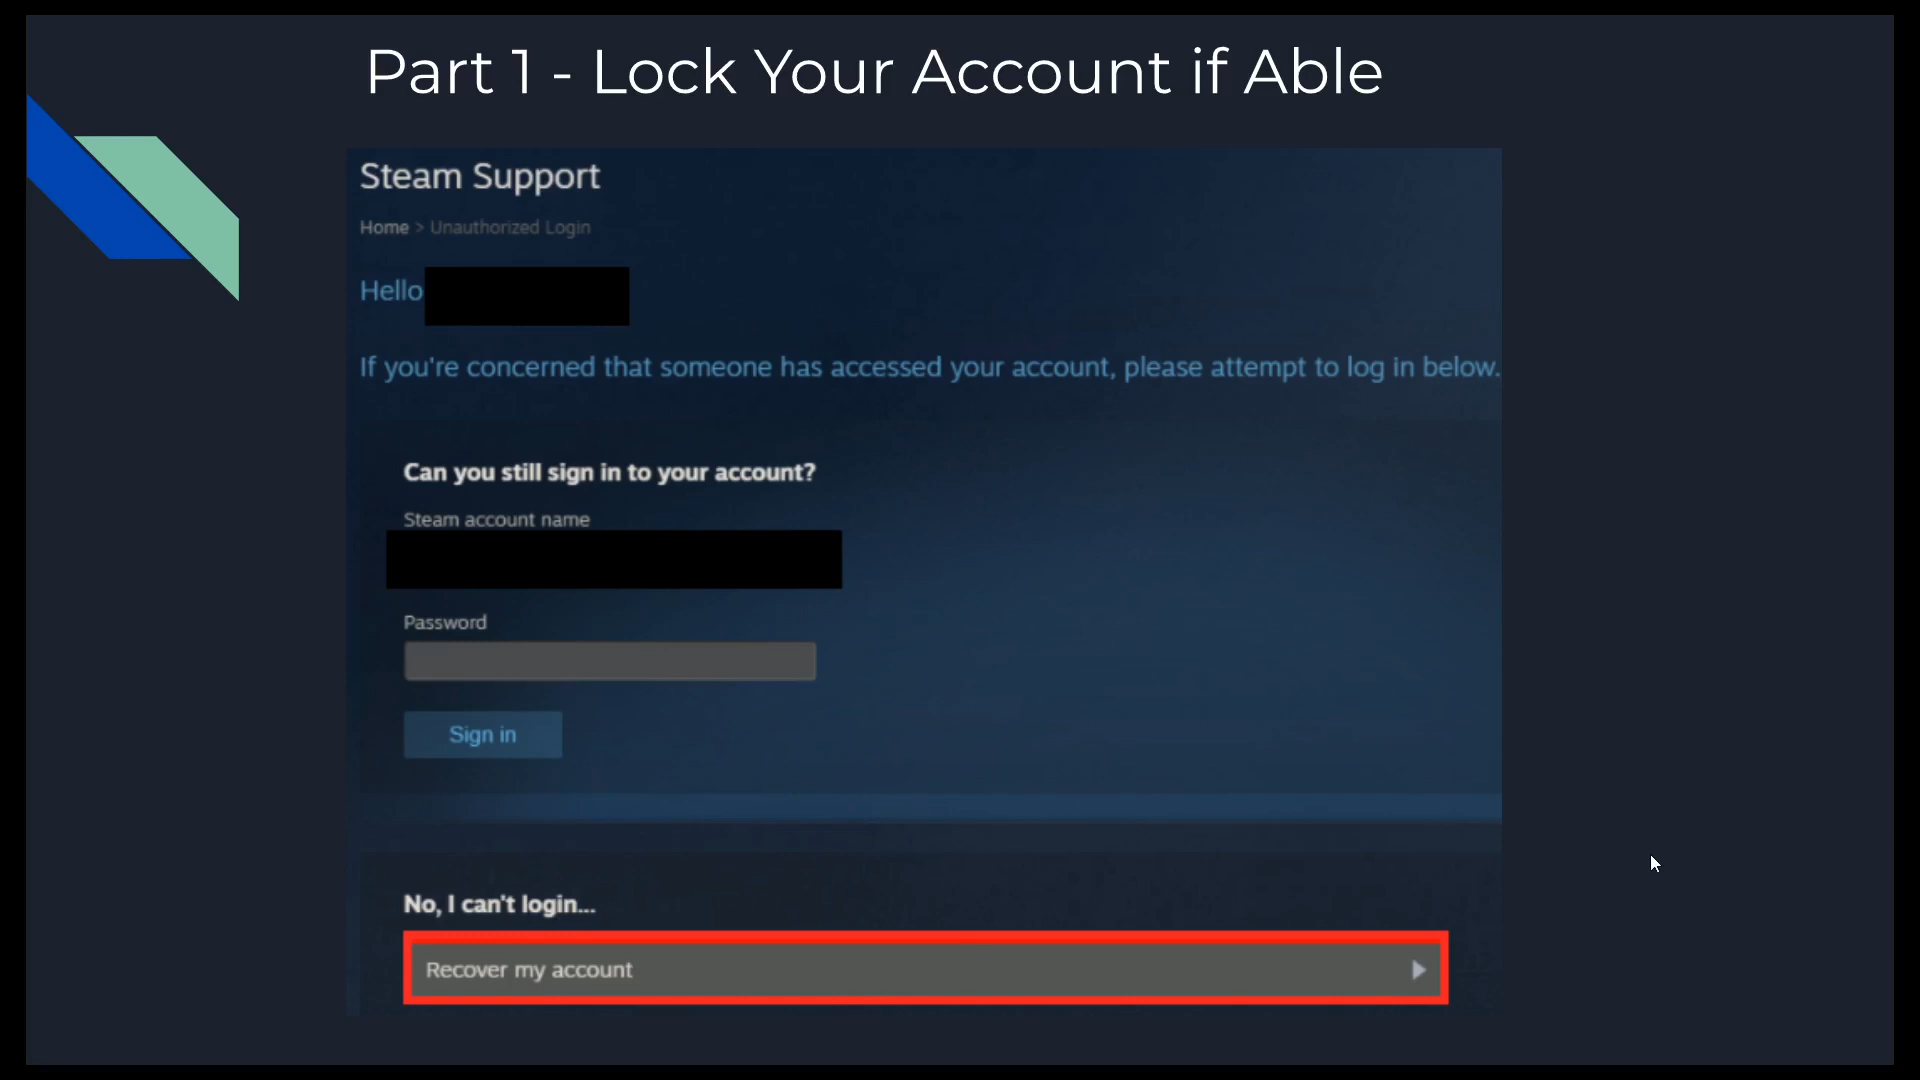 Part 1 - Lock Your Account if Able
Steam Support
Home > Unauthorized Login
Hello
If you're concerned that someone has accessed your account, please attempt to log in below.
Can you still sign in to your account?
Steam account name
Password
Sign in
No, I can't login...
Recover my account